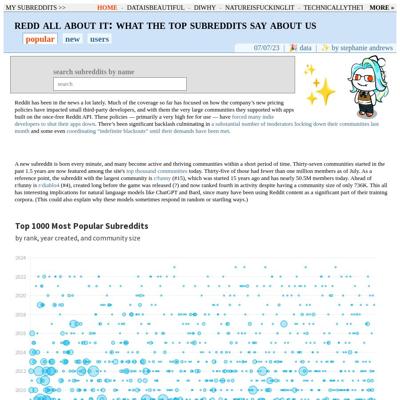 MY SUBREDDITS >> HOME - DATAISBEAUTIFUL - DIWHY - NATUREISFUCKINGLIT - TECHNICALLYTHET MORE »
REDD ALL ABOUT IT: WHAT THE TOP SUBREDDITS SAY ABOUT US
popular new users
07/07/23 | 🎉 data | ✨ by stephanie andrews
search subreddits by name
search
Reddit has been in the news a lot lately. Much of the coverage so far has focused on how the company's new pricing
policies have impacted small third-party developers, and with them the very large communities they support with apps
built on the once-free Reddit API. These policies — primarily a very high fee for use — have forced many indie
developers to shut their apps down. There's been significant backlash culminating in a substantial number of moderators locking down their communities last
month and some even coordinating "indefinite blackouts" until their demands have been met.
A new subreddit is born every minute, and many become active and thriving communities within a short period of time. Thirty-seven communities started in the
past 1.5 years are now featured among the site's top thousand communities today. Thirty-five of those had fewer than one million members as of July. As a
reference point, the subreddit with the largest community is r/funny (#15), which was started 15 years ago and has nearly 50.5M members today. Ahead of
r/funny is r/diablo4 (#4), created long before the game was released (?) and now ranked fourth in activity despite having a community size of only 736K. This all
has interesting implications for natural language models like ChatGPT and Bard, since many have been using Reddit content as a significant part of their training
corpora. (This could also explain why these models sometimes respond in random or startling ways.)
Top 1000 Most Popular Subreddits
by rank, year created, and community size
2024
2022
2020
2018
2016
2014
2012
2010